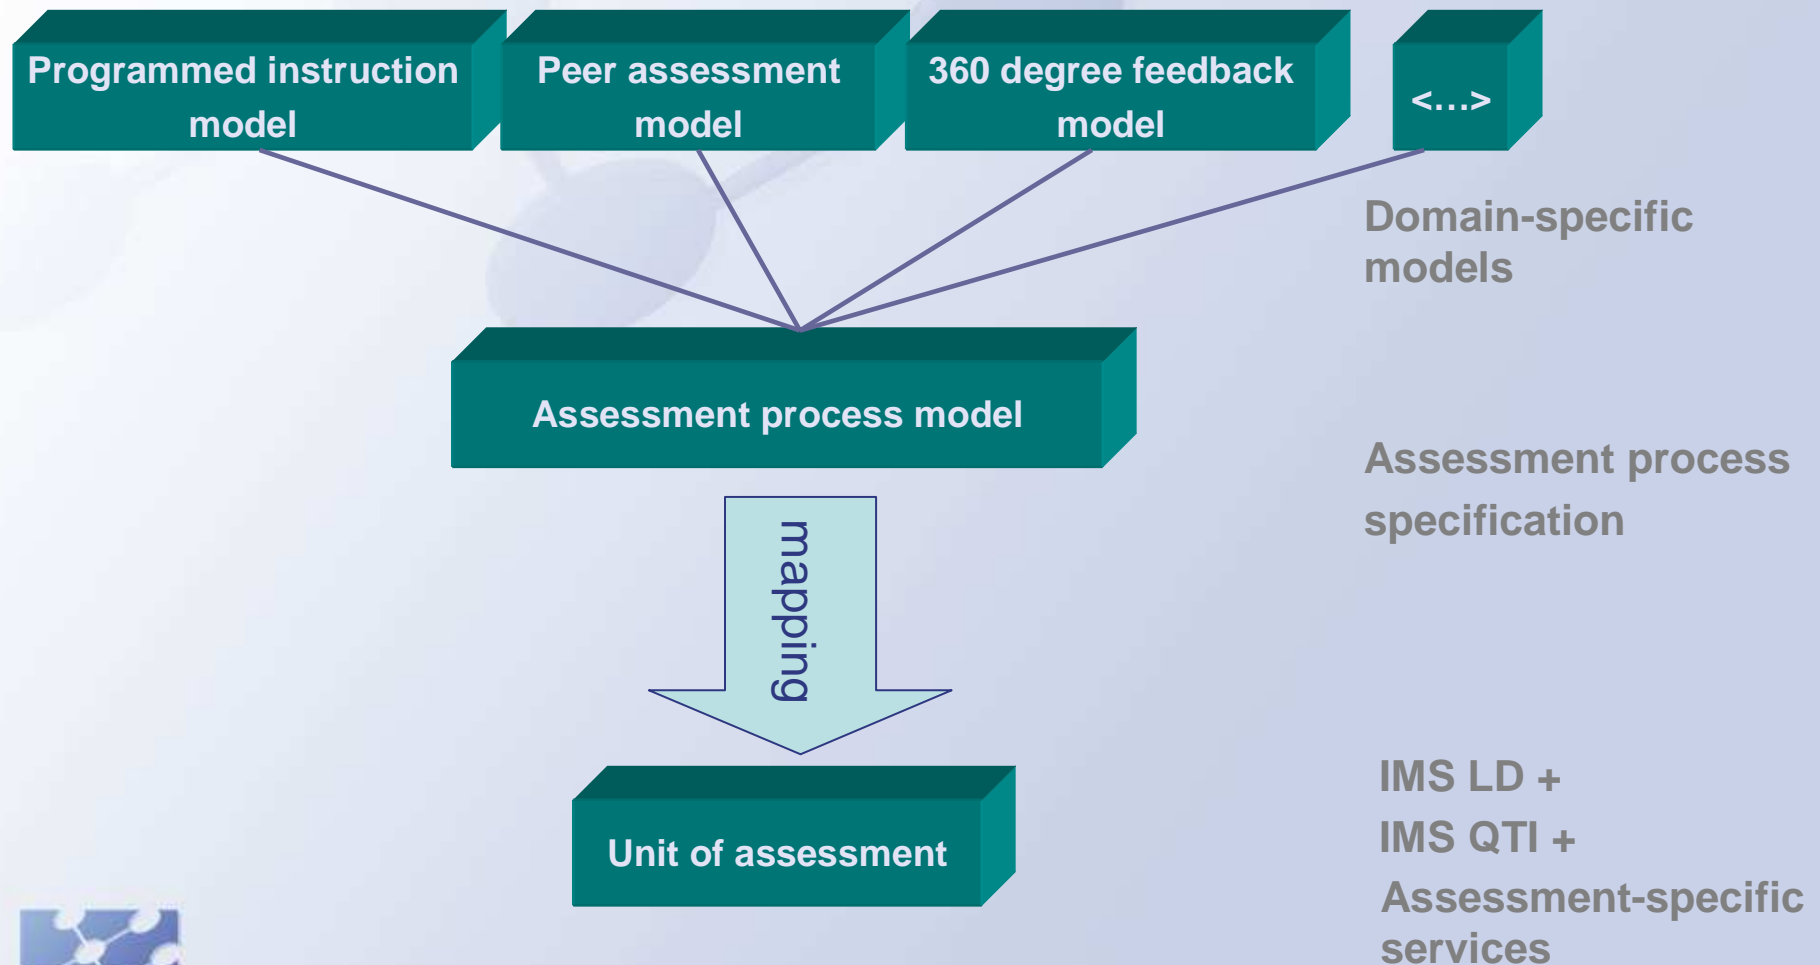 Programmed instruction
model
Peer assessment
model
360 degree feedback
model
<…>
Domain-specific
models
Assessment process model
Assessment process
specification
mapping
Unit of assessment
IMS LD +
IMS QTI +
Assessment-specific
services